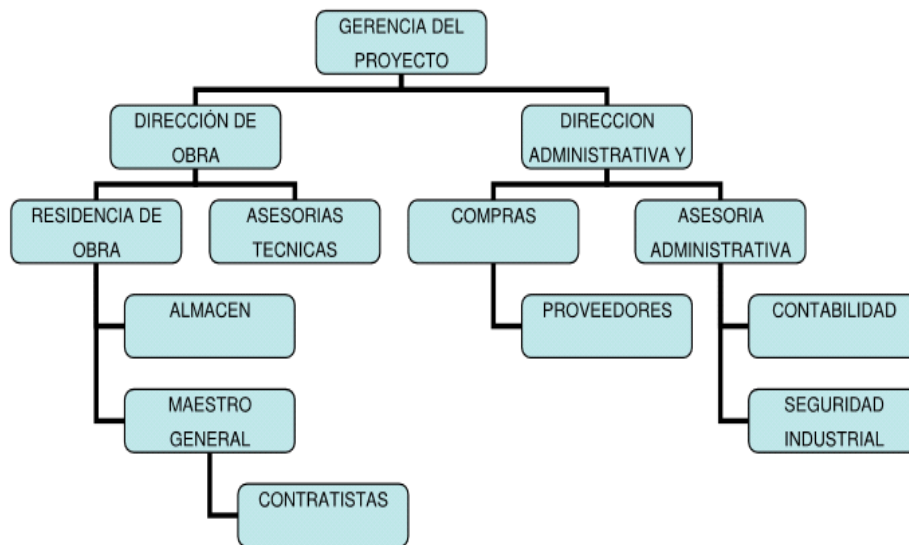 GERENCIA DEL
PROYECTO
DIRECCIÓN DE
OBRA
DIRECCION
ADMINISTRATIVA Y
RESIDENCIA DE
OBRA
ASESORIAS
TECNICAS
COMPRAS
ASESORIA
ADMINISTRATIVA
ALMACEN
PROVEEDORES
CONTABILIDAD
MAESTRO
GENERAL
SEGURIDAD
INDUSTRIAL
CONTRATISTAS